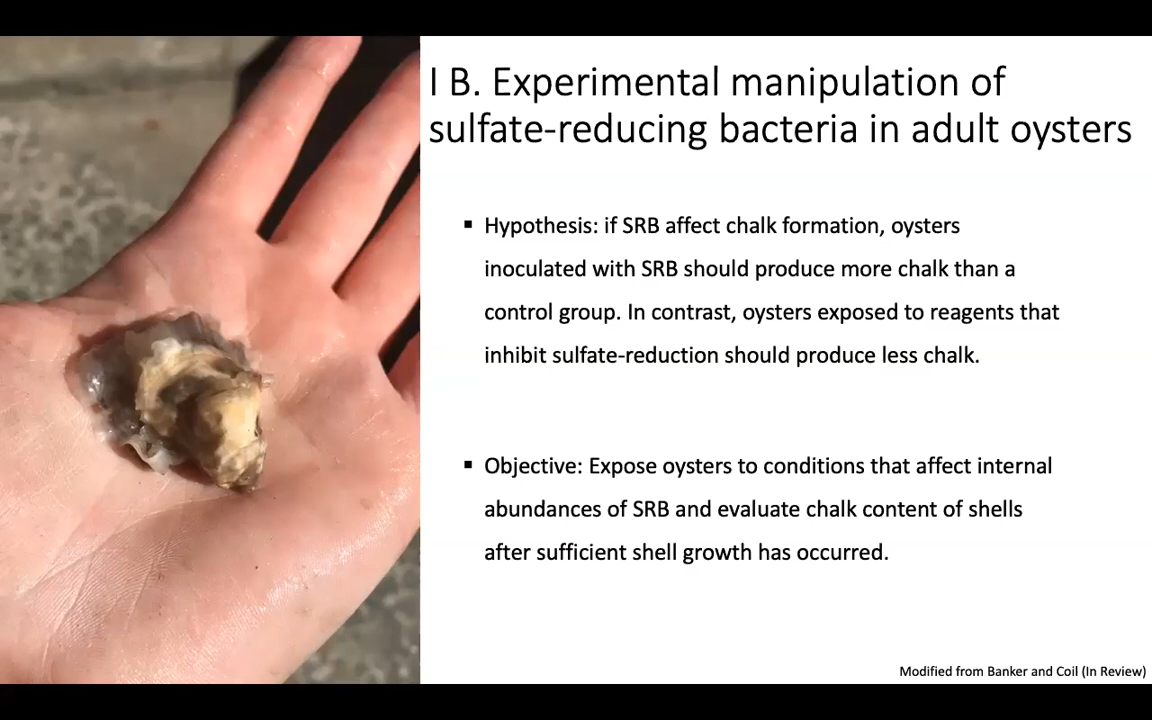 I B. Experimental manipulation of
sulfate-reducing bacteria in adult oysters
▪ Hypothesis: if SRB affect chalk formation, oysters
inoculated with SRB should produce more chalk than a
control group. In contrast, oysters exposed to reagents that
inhibit sulfate-reduction should produce less chalk.
▪ Objective: Expose oysters to conditions that affect internal
abundances of SRB and evaluate chalk content of shells
after sufficient shell growth has occurred.
Modified from Banker and Coil (In Review)